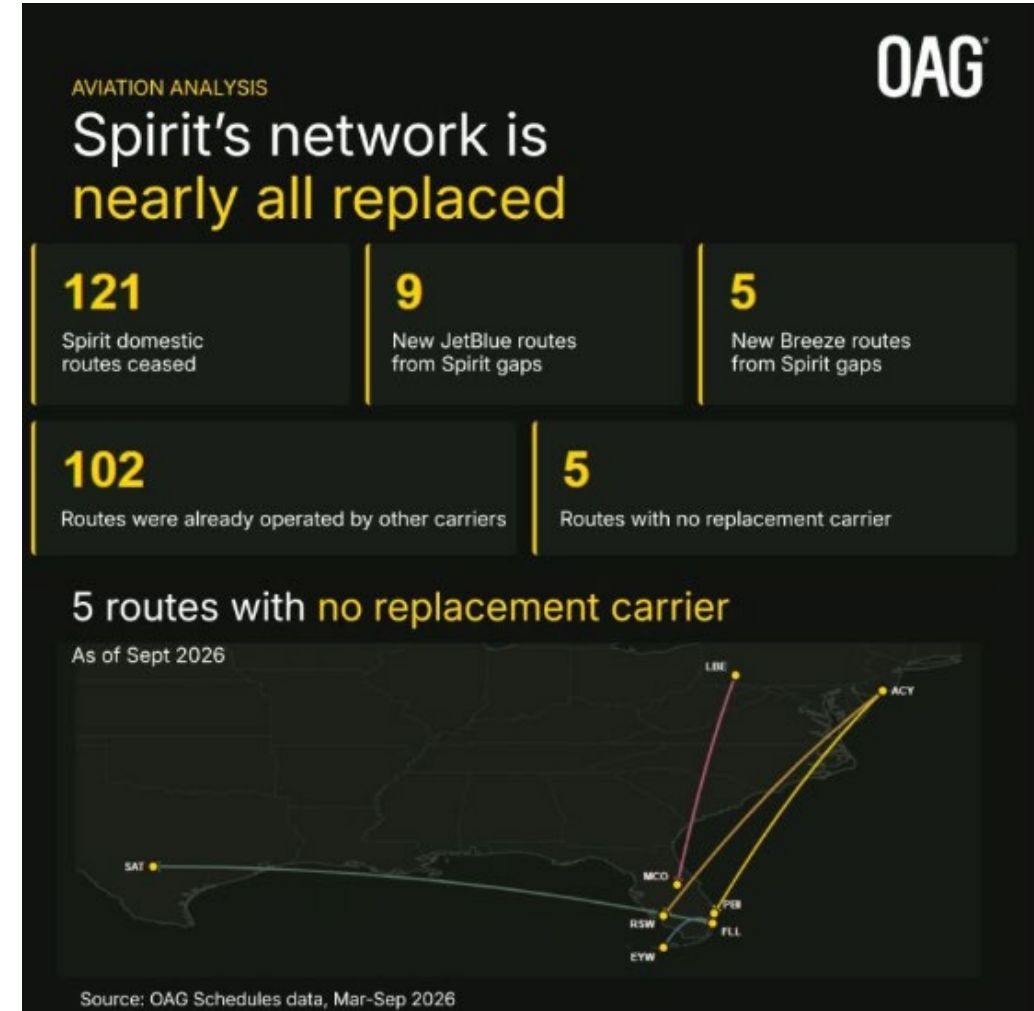 OAG
AVIATION ANALYSIS
Spirit's network is
nearly all replaced
121
Spirit domestic
routes ceased
9
New JetBlue routes
from Spirit gaps
5
New Breeze routes
from Spirit gaps
102
Routes were already operated by other carriers
5
Routes with no replacement carrier
5 routes with no replacement carrier
As of Sept 2026
LBE
ACY
SAT
MCO
PBI
RSW
FLL
EYW
Source: OAG Schedules data, Mar-Sep 2026